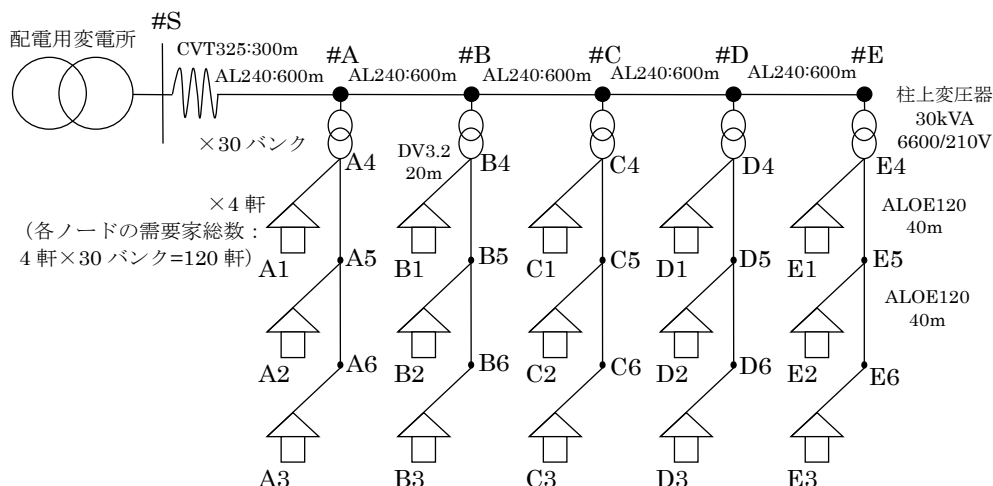 #S
配電用変電所
CVT325:300m
#A
#B
#C
#D
#E
AL240:600m
AL240:600m
AL240:600m
AL240:600m
AL240:600m
柱上変圧器
30kVA
6600/210V
×30 バンク
DV3.2
20m
A4
B4
C4
D4
E4
×4 軒
(各ノードの需要家総数:
4 軒×30 バンク=120 軒)
ALOE120
40m
A1
B1
C1
D1
E1
A5
B5
C5
D5
E5
ALOE120
40m
A2
B2
C2
D2
E2
A6
B6
C6
D6
E6
A3
B3
C3
D3
E3